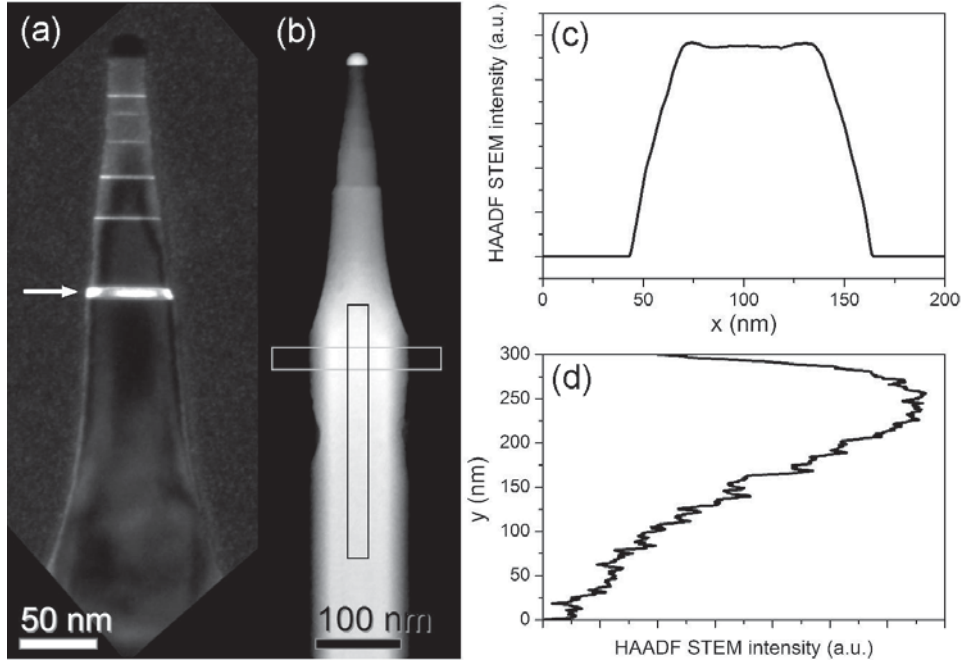 (a)
50 nm
(b)
100 nm
(c)
HAADF STEM intensity (a.u.)
0 50 100 150 200
x (nm)
(d)
y (nm)
300
250
200
150
100
50
0
HAADF STEM intensity (a.u.)